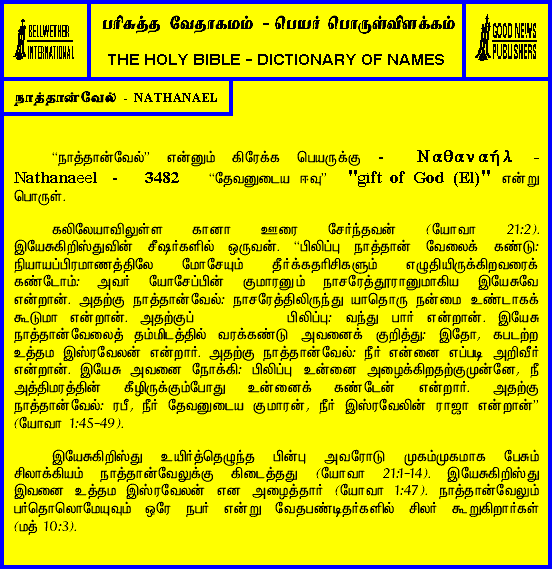 BELLWETHER
INTERNATIONAL
பரிசுத்த வேதாகமம் - பெயர் பொருள்விளக்கம்
THE HOLY BIBLE - DICTIONARY OF NAMES
GOOD NEWS
PUBLISHERS
நாத்தான்வேல் - NATHANAEL
“நாத்தான்வேல்” என்னும் கிரேக்க பெயருக்கு - Ναθαναήλ -
Nathanaeel - 3482 “தேவனுடைய ஈவு” "gift of God (El)" என்று
பொருள்.
கலிலேயாவிலுள்ள கானா ஊரை சேர்ந்தவன் (யோவா 21:2).
இயேசுகிறிஸ்துவின் சீஷர்களில் ஒருவன். “பிலிப்பு நாத்தான் வேலைக் கண்டு:
நியாயப்பிரமாணத்திலே மோசேயும் தீர்க்கதரிசிகளும் எழுதியிருக்கிறவரைக்
கண்டோம்; அவர் யோசேப்பின் குமாரனும் நாசரேத்தூரானுமாகிய இயேசுவே
என்றான். அதற்கு நாத்தான்வேல்: நாசரேத்திலிருந்து யாதொரு நன்மை உண்டாகக்
கூடுமா என்றான். அதற்குப் பிலிப்பு: வந்து பார் என்றான். இயேசு
நாத்தான்வேலைத் தம்மிடத்தில் வரக்கண்டு அவனைக் குறித்து: இதோ, கபடற்ற
உத்தம இஸ்ரவேலன் என்றார். அதற்கு நாத்தான்வேல்: நீர் என்னை எப்படி அறிவீர்
என்றான். இயேசு அவனை நோக்கி: பிலிப்பு உன்னை அழைக்கிறதற்குமுன்னே, நீ
அத்திமரத்தின் கீழிருக்கும்போது உன்னைக் கண்டேன் என்றார். அதற்கு
நாத்தான்வேல்: ரபீ, நீர் தேவனுடைய குமாரன், நீர் இஸ்ரவேலின் ராஜா என்றான்”
(யோவா 1:45-49).
இயேசுகிறிஸ்து உயிர்த்தெழுந்த பின்பு அவரோடு முகம்முகமாக பேசும்
சிலாக்கியம் நாத்தான்வேலுக்கு கிடைத்தது (யோவா 21:1-14). இயேசுகிறிஸ்து
இவனை உத்தம இஸ்ரவேலன் என அழைத்தார் (யோவா 1:47). நாத்தான்வேலும்
பர்தொலொமேயுவும் ஒரே நபர் என்று வேதபண்டிதர்களில் சிலர் கூறுகிறார்கள்
(மத் 10:3).